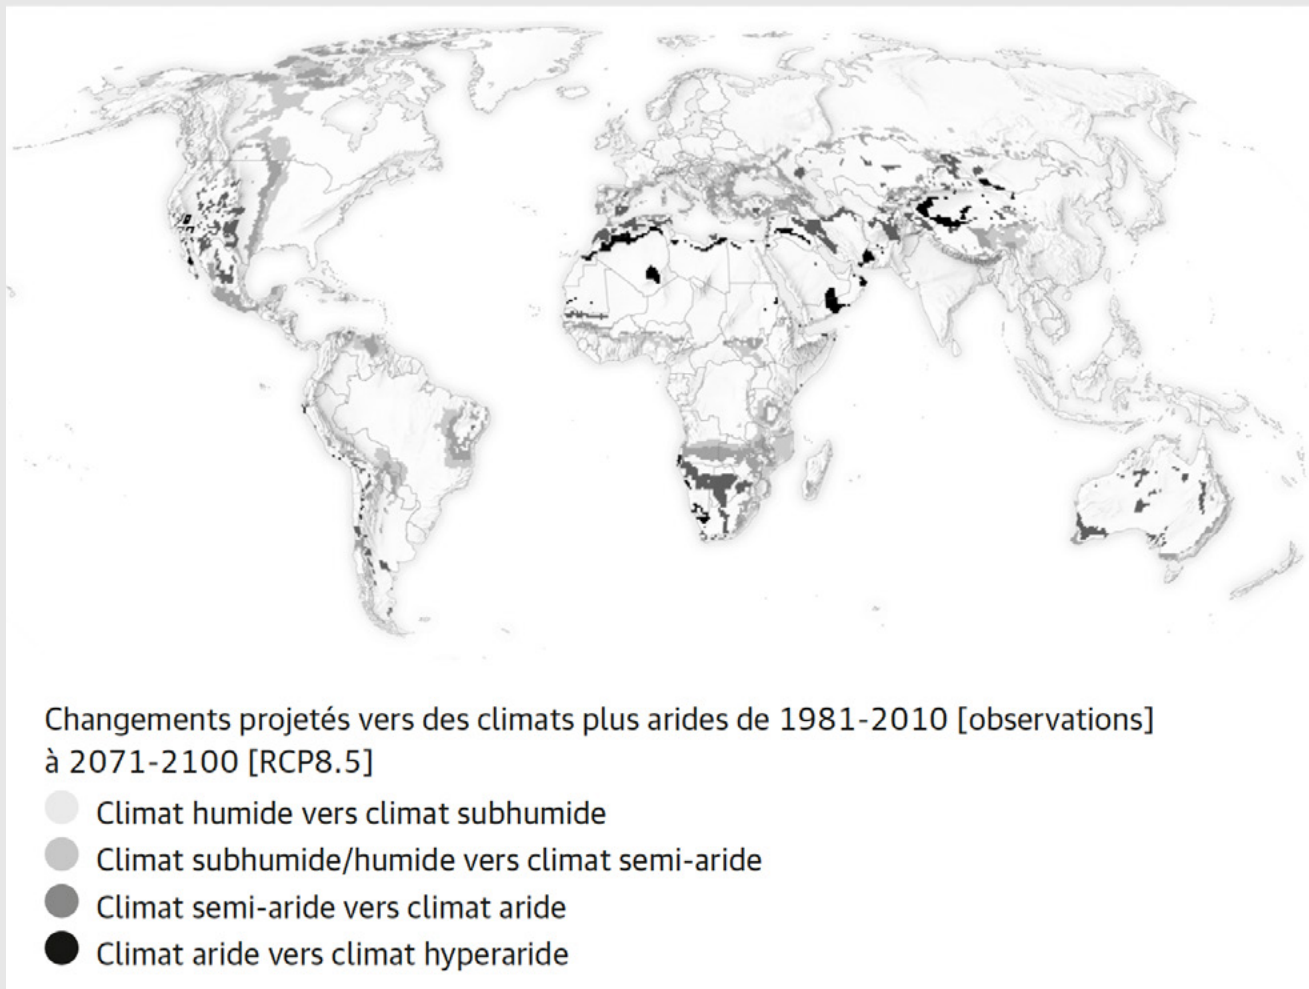 Changements projetés vers des climats plus arides de 1981-2010 [observations]
à 2071-2100 [RCP8.5]
Climat humide vers climat subhumide
Climat subhumide/humide vers climat semi-aride
Climat semi-aride vers climat aride
Climat aride vers climat hyperaride